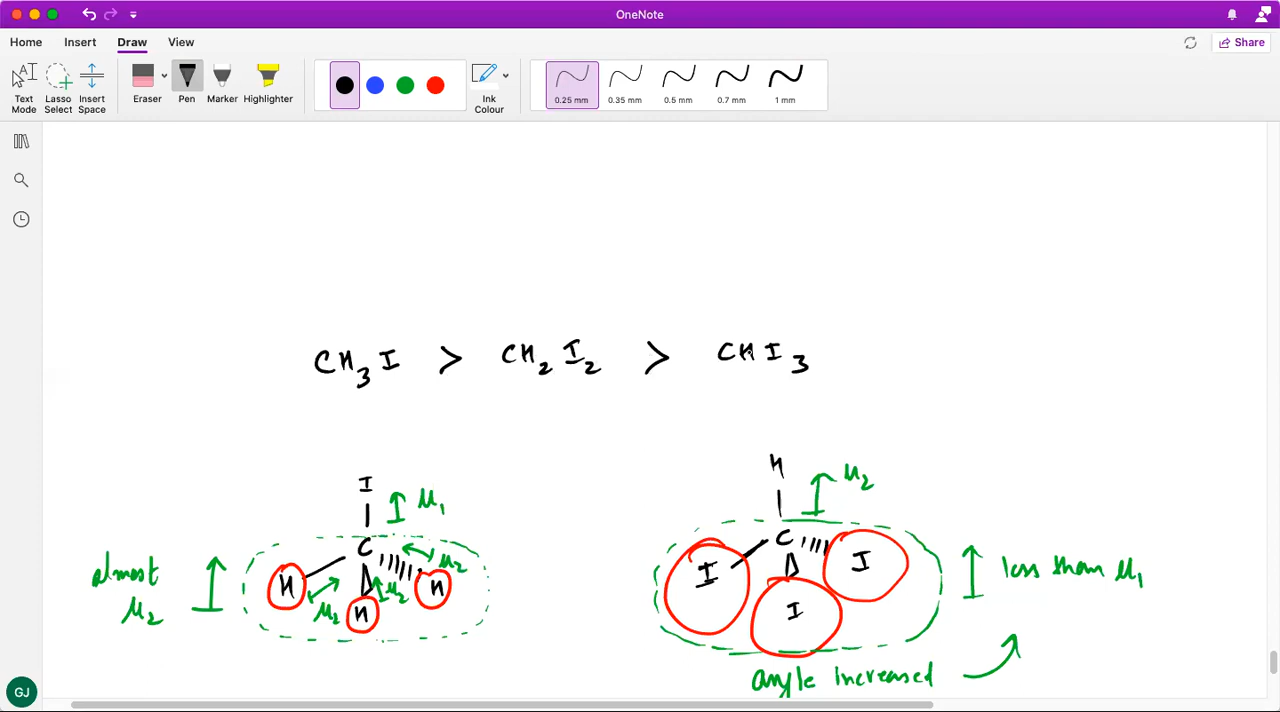 OneNote
Home Insert Draw View
Share
Text Mode
Lasso Select
Insert Space
Eraser
Pen
Marker
Highlighter
Ink Colour
0.25 mm
0.35 mm
0.5 mm
0.7 mm
1 mm
CH3I > CH2I2 > CHI3
I
μ1
C
H
H
H
μ2
μ2
μ2
almost
μ2
H
μ2
C
I
I
I
less than μ1
angle increased
GJ